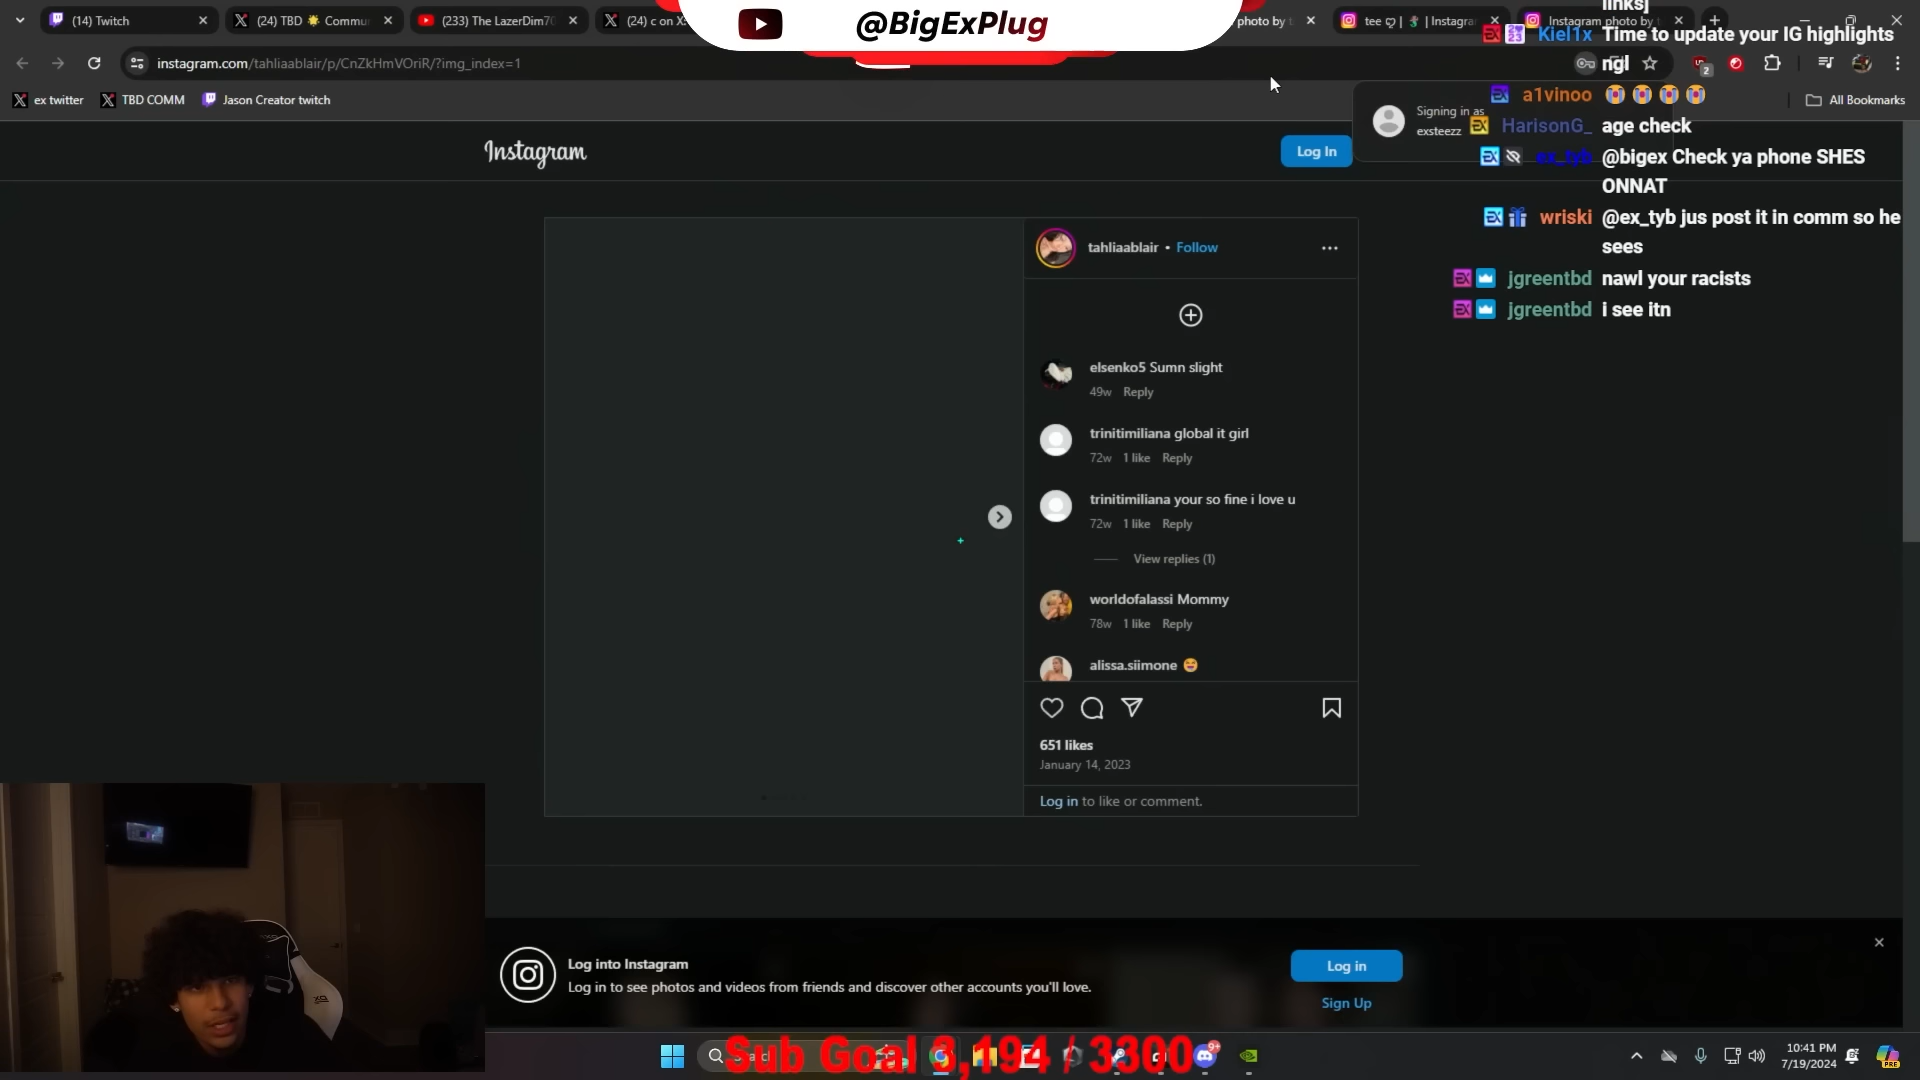 (14) Twitch
(24) TBD 🌟 Commu
(233) The LazerDim70
(24) c on X
@BigExPlug
photo by t
tee ღ | Instagra
Instagram photo by
instagram.com/tahliaablair/p/CnZkHmVOriR/?img_index=1
ex twitter
TBD COMM
Jason Creator twitch
All Bookmarks
Signing in as
exsteezz
links]
Kiel1x Time to update your IG highlights
ngl
a1vinoo 😭 😭 😭 😭
HarisonG_ age check
ex_tyb @bigex Check ya phone SHES
ONNAT
wriski @ex_tyb jus post it in comm so he
sees
jgreentbd nawl your racists
jgreentbd i see itn
Instagram
Log In
tahliaablair • Follow
elsenko5 Sumn slight
49w Reply
trinitimiliana global it girl
72w 1 like Reply
trinitimiliana your so fine i love u
72w 1 like Reply
View replies (1)
worldofalassi Mommy
78w 1 like Reply
alissa.siimone 😍
651 likes
January 14, 2023
Log in to like or comment.
Log into Instagram
Log in to see photos and videos from friends and discover other accounts you'll love.
Log in
Sign Up
Sub Goal 3,194 / 3300
10:41 PM
7/19/2024